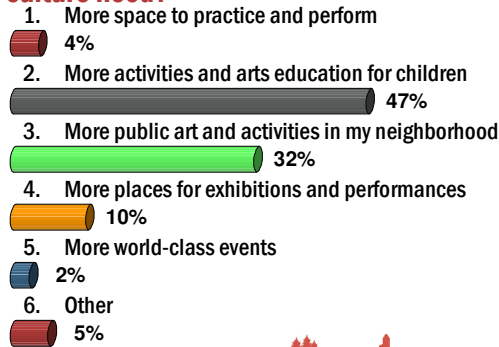 culture need?
1. More space to practice and perform
4%
2. More activities and arts education for children
47%
3. More public art and activities in my neighborhood
32%
4. More places for exhibitions and performances
10%
5. More world-class events
2%
6. Other
5%